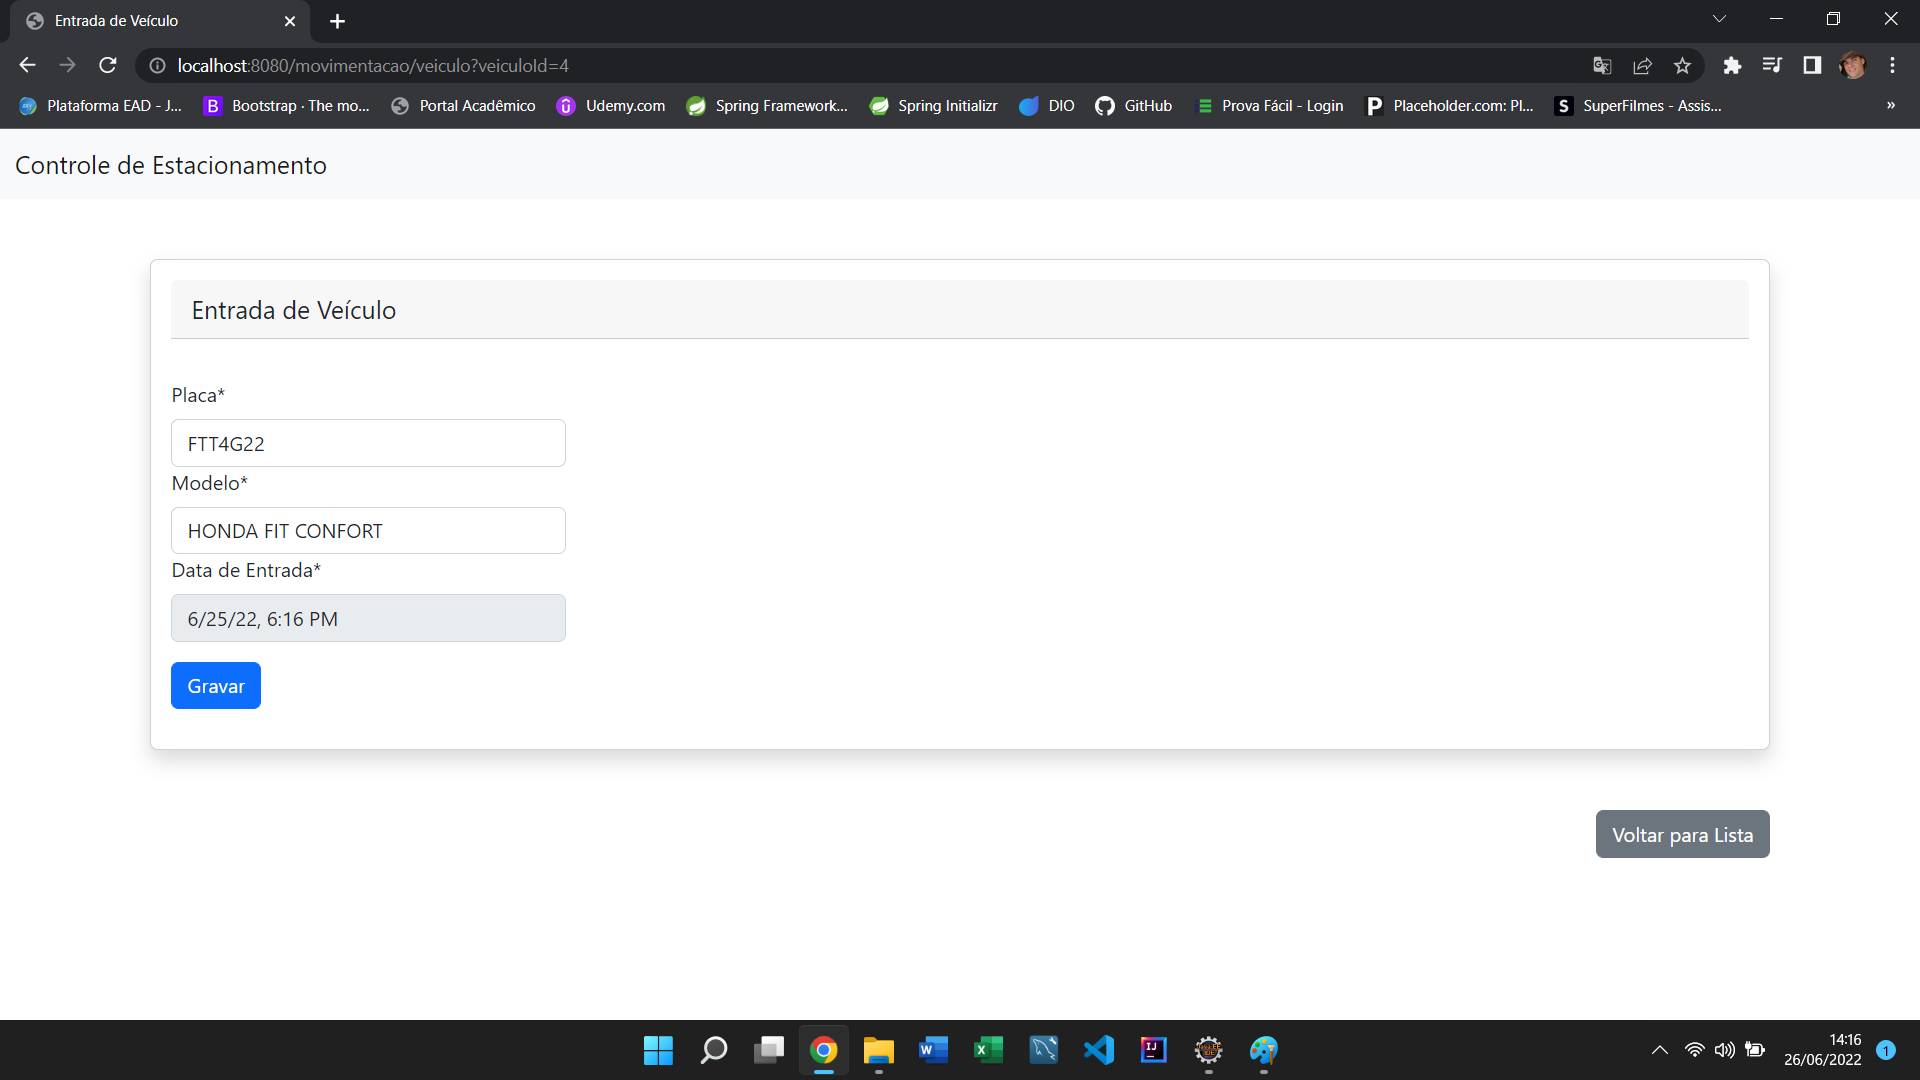 Entrada de Veículo
localhost:8080/movimentacao/veiculo?veiculoId=4
Plataforma EAD - J...
B Bootstrap · The mo...
Portal Acadêmico
Udemy.com
Spring Framework...
Spring Initializr
DIO
GitHub
Prova Fácil - Login
P Placeholder.com: Pl...
S SuperFilmes - Assis...
»
Controle de Estacionamento
Entrada de Veículo
Placa*
FTT4G22
Modelo*
HONDA FIT CONFORT
Data de Entrada*
6/25/22, 6:16 PM
Gravar
Voltar para Lista
14:16
26/06/2022
1